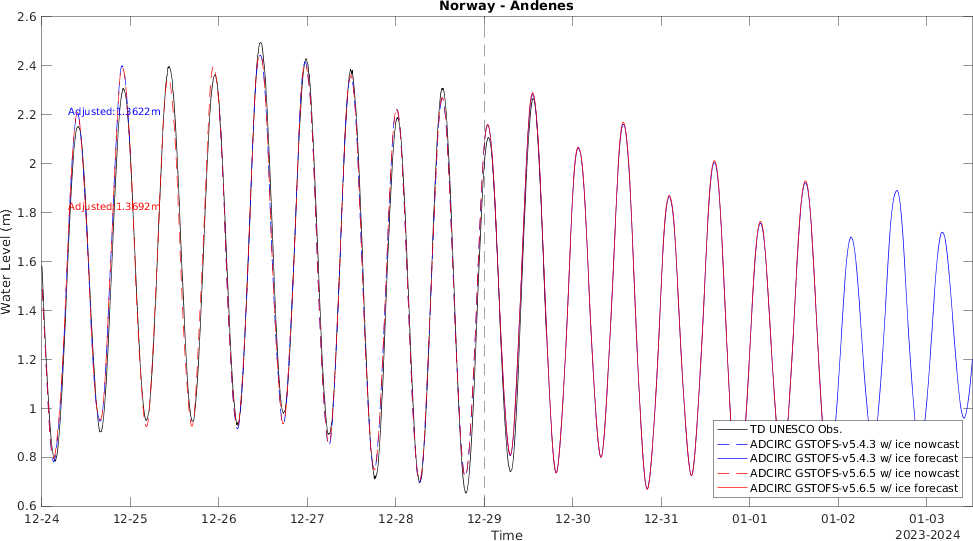 Norway - Andenes
2.6
2.4
2.2
2
1.8
1.6
1.4
1.2
1
0.8
0.6
Water Level (m)
Adjusted:1.3622m
Adjusted:1.3692m
TD UNESCO Obs.
ADCIRC GSTOFS-v5.4.3 w/ ice nowcast
ADCIRC GSTOFS-v5.4.3 w/ ice forecast
ADCIRC GSTOFS-v5.6.5 w/ ice nowcast
ADCIRC GSTOFS-v5.6.5 w/ ice forecast
12-24 12-25 12-26 12-27 12-28 12-29 12-30 12-31 01-01 01-02 01-03
Time
2023-2024